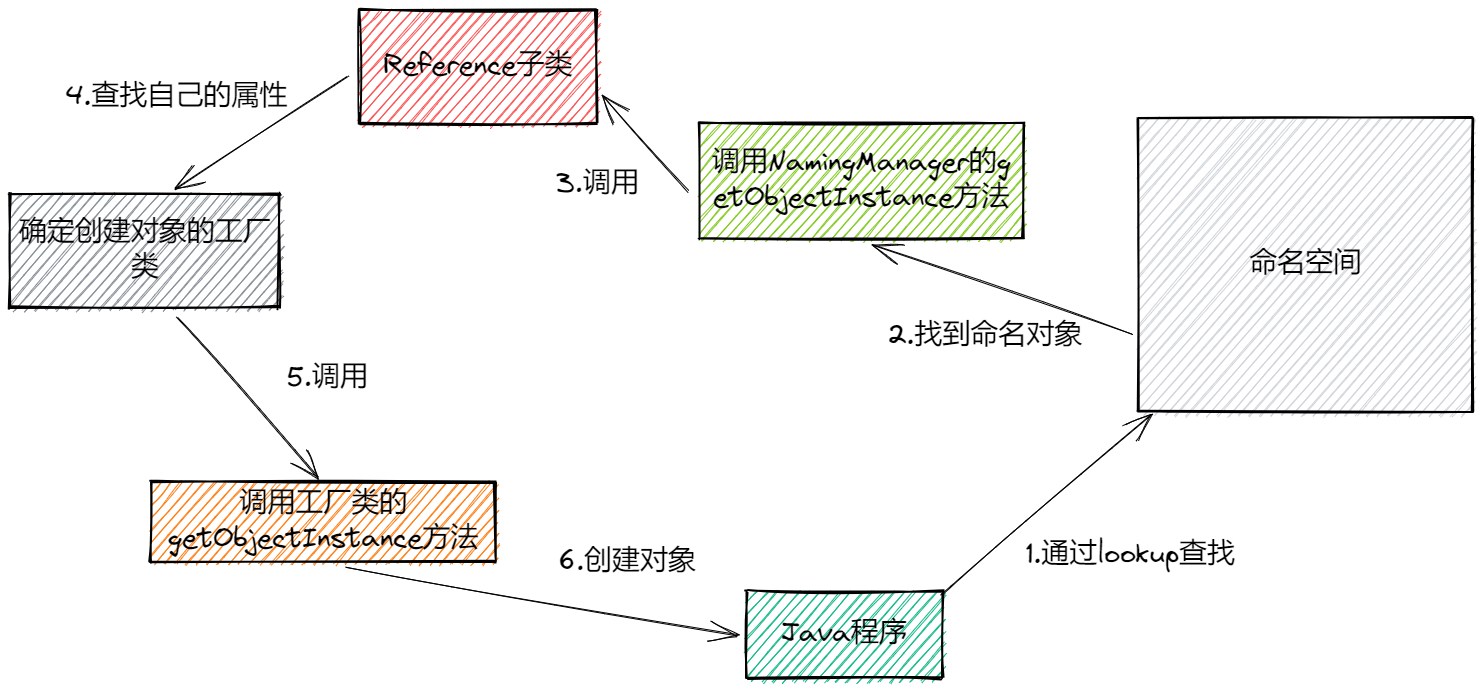 Reference子类
4.查找自己的属性
调用NamingManager的g
etObjectInstance方法
3.调用
确定创建对象的工厂
类
命名空间
2.找到命名对象
5.调用
调用工厂类的
getObjectInstance方法
6.创建对象
1.通过lookup查找
Java程序